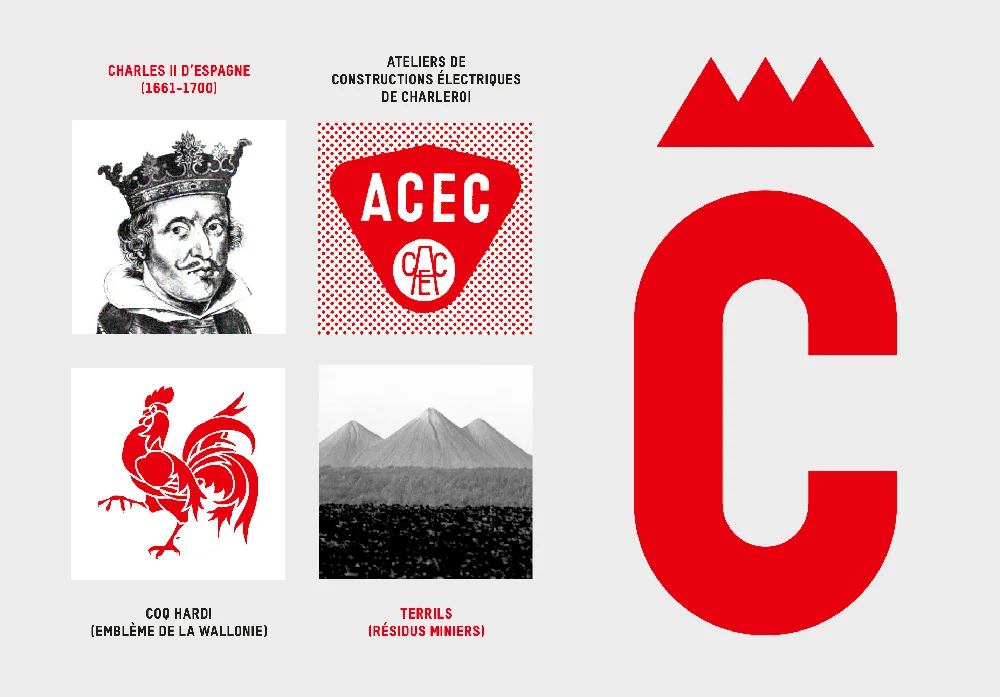 CHARLES II D'ESPAGNE
(1661-1700)
ATELIERS DE
CONSTRUCTIONS ÉLECTRIQUES
DE CHARLEROI
ACEC
ACEC
COQ HARDI
(EMBLÈME DE LA WALLONIE)
TERRILS
(RÉSIDUS MINIERS)
C